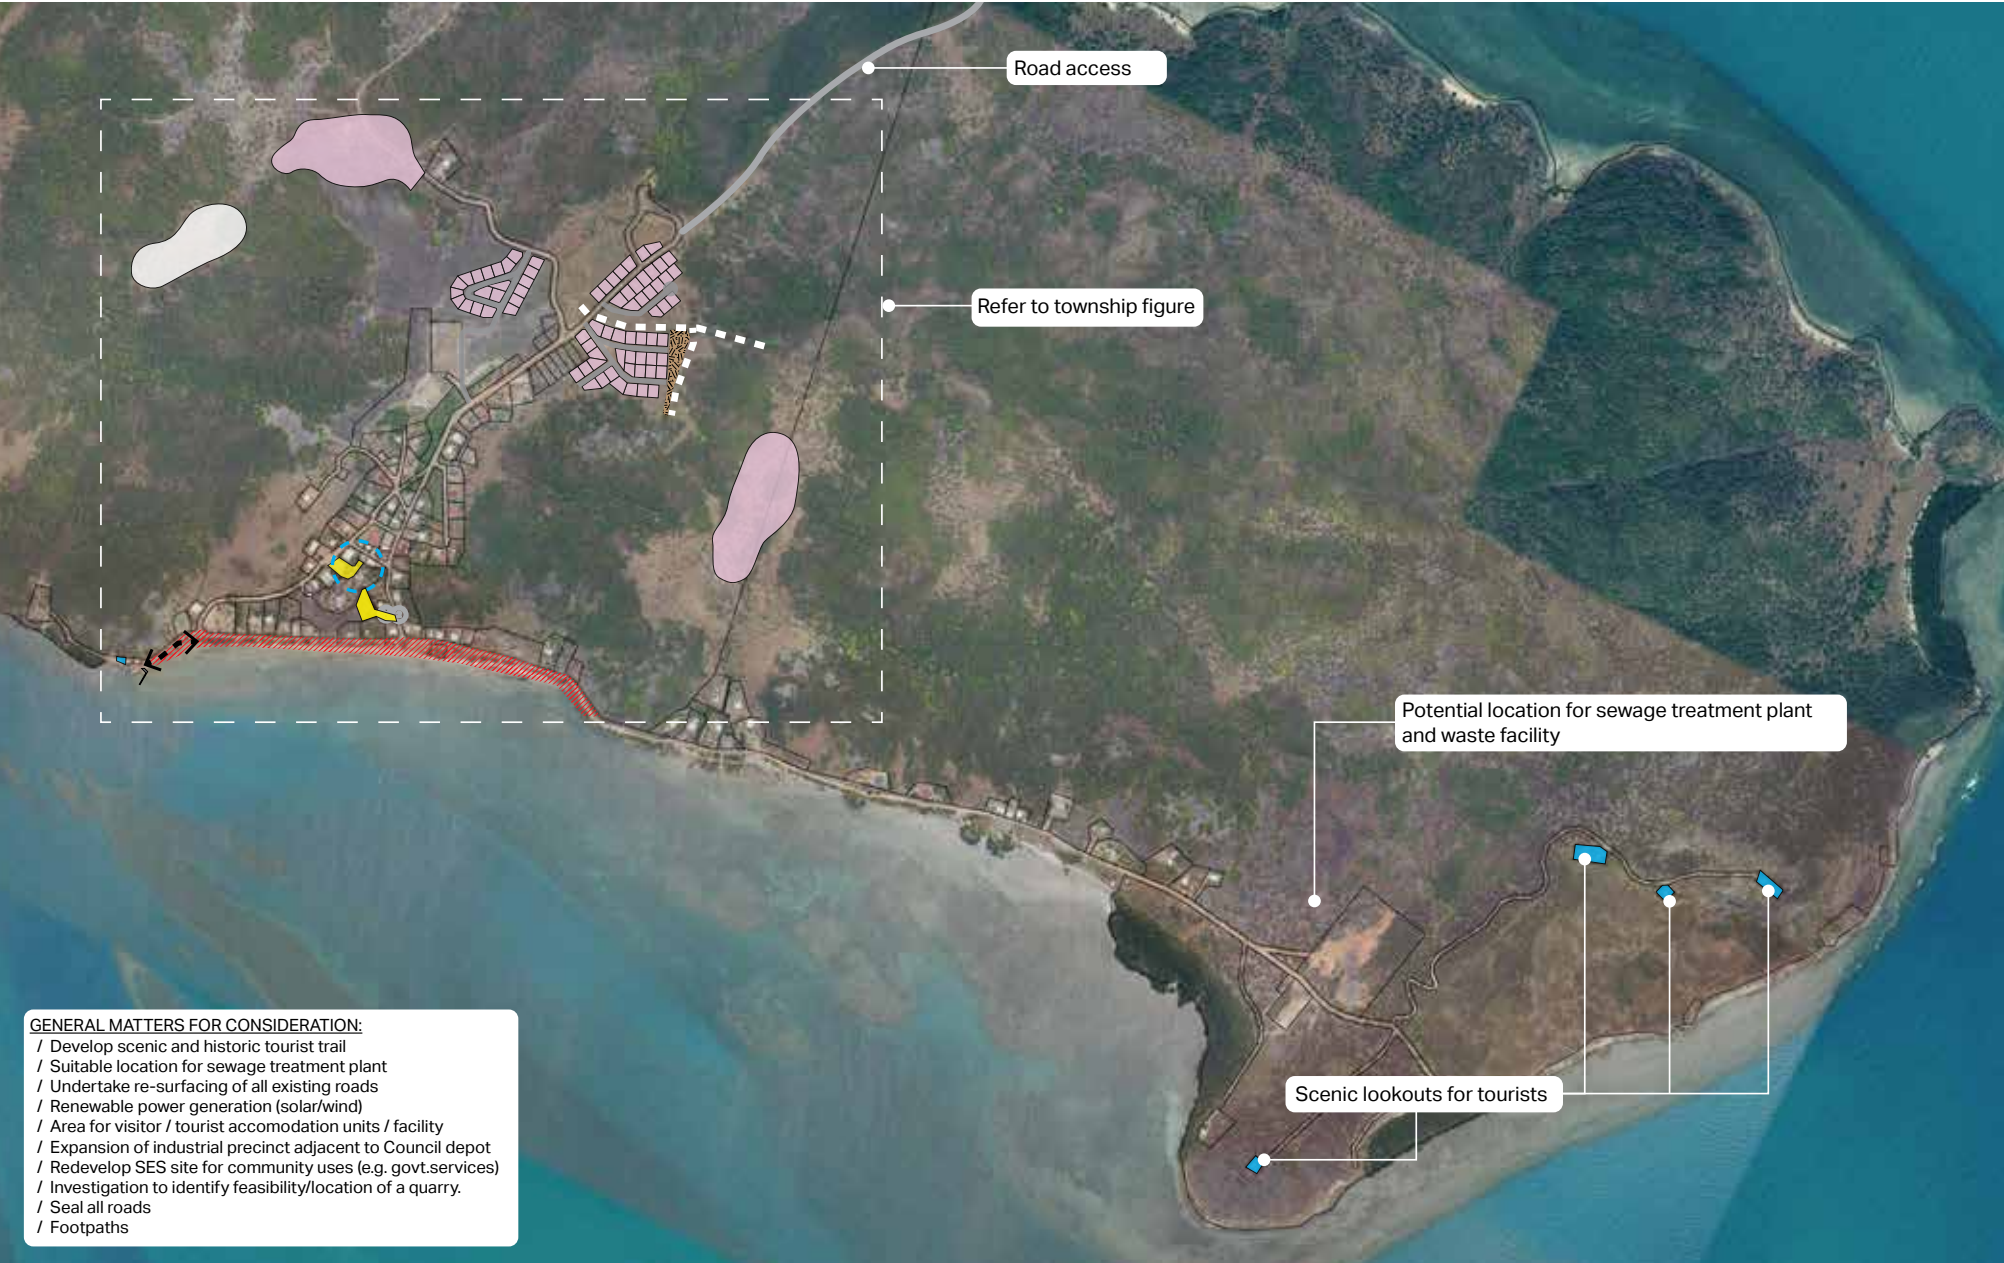 Road access
Refer to township figure
Potential location for sewage treatment plant
and waste facility
Scenic lookouts for tourists
GENERAL MATTERS FOR CONSIDERATION:
/ Develop scenic and historic tourist trail
/ Suitable location for sewage treatment plant
/ Undertake re-surfacing of all existing roads
/ Renewable power generation (solar/wind)
/ Area for visitor / tourist accomodation units / facility
/ Expansion of industrial precinct adjacent to Council depot
/ Redevelop SES site for community uses (e.g. govt.services)
/ Investigation to identify feasibility/location of a quarry.
/ Seal all roads
/ Footpaths